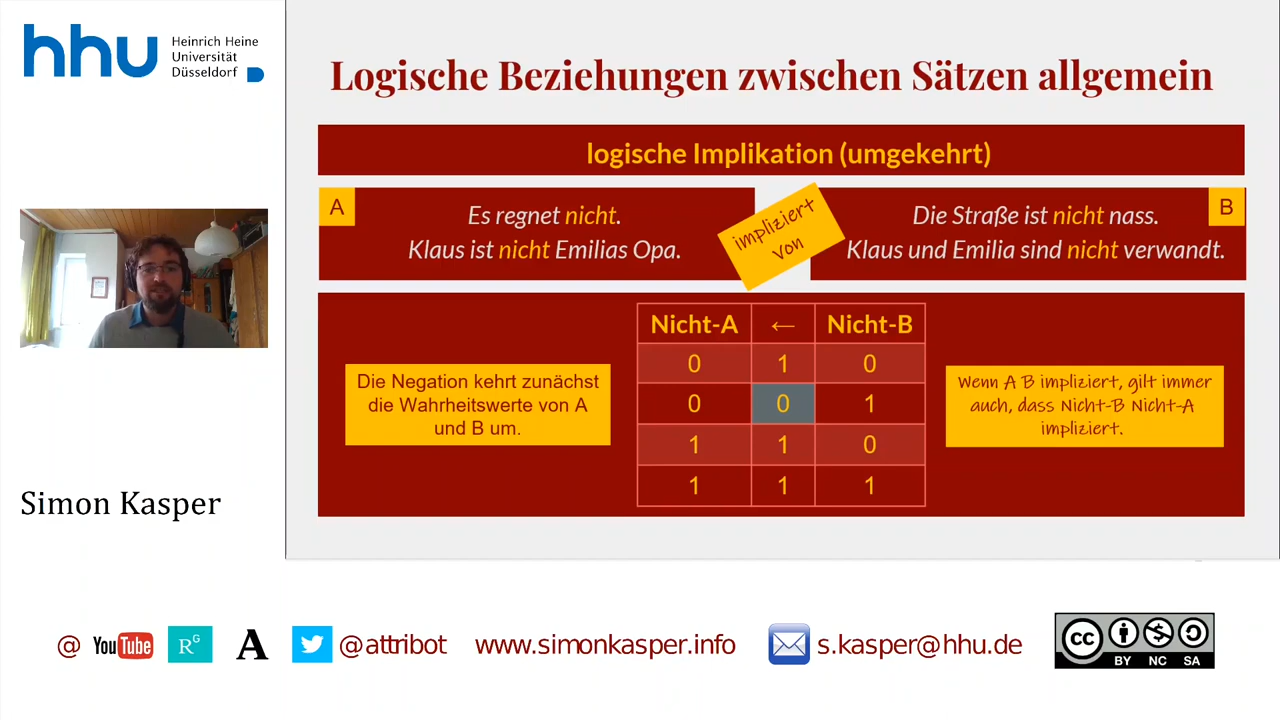 hhu
Heinrich Heine
Universität
Düsseldorf
Logische Beziehungen zwischen Sätzen allgemein
logische Implikation (umgekehrt)
A
Es regnet nicht.
Klaus ist nicht Emilias Opa.
impliziert
von
Die Straße ist nicht nass.
Klaus und Emilia sind nicht verwandt.
B
Die Negation kehrt zunächst
die Wahrheitswerte von A
und B um.
Nicht-A ← Nicht-B
0 1 0
0 0 1
1 1 0
1 1 1
Wenn A B impliziert, gilt immer
auch, dass Nicht-B Nicht-A
impliziert.
Simon Kasper
@ YouTube RG A @attribot www.simonkasper.info s.kasper@hhu.de
cc BY NC SA